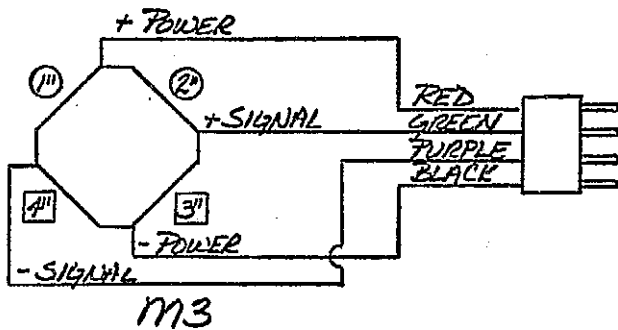 + POWER
1"
2"
RED
+ SIGNAL
GREEN
PURPLE
BLACK
4"
3"
- POWER
- SIGNAL
M3